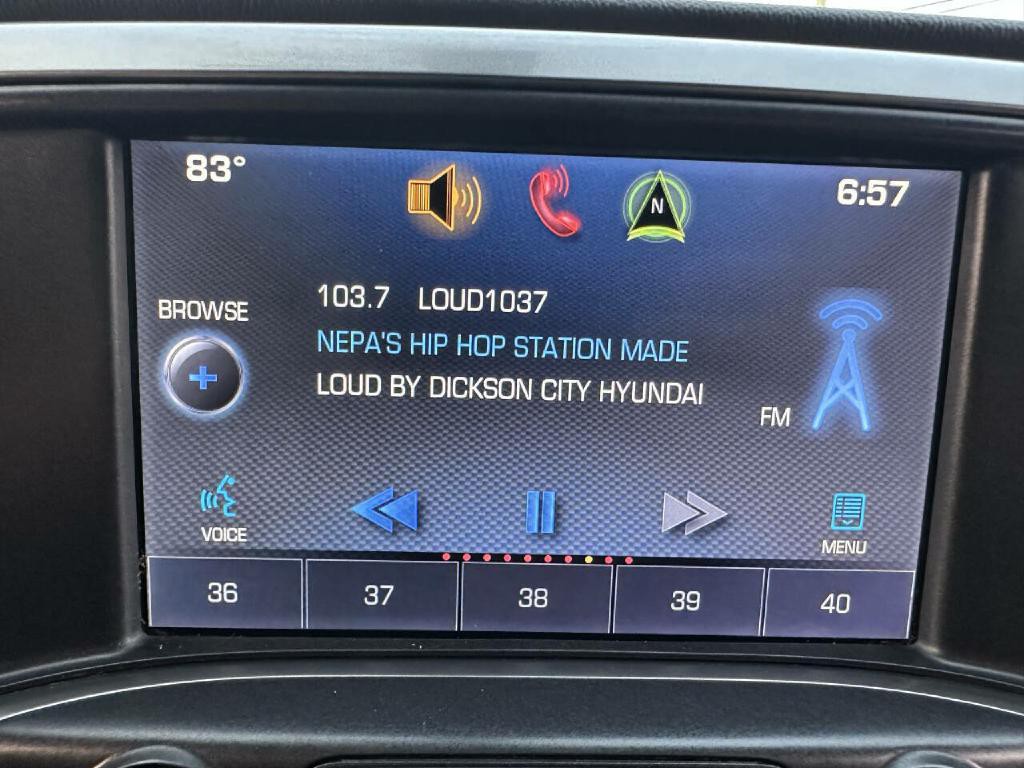 83°
6:57
N
BROWSE
103.7 LOUD1037
NEPA'S HIP HOP STATION MADE
LOUD BY DICKSON CITY HYUNDAI
FM
VOICE
MENU
36 37 38 39 40